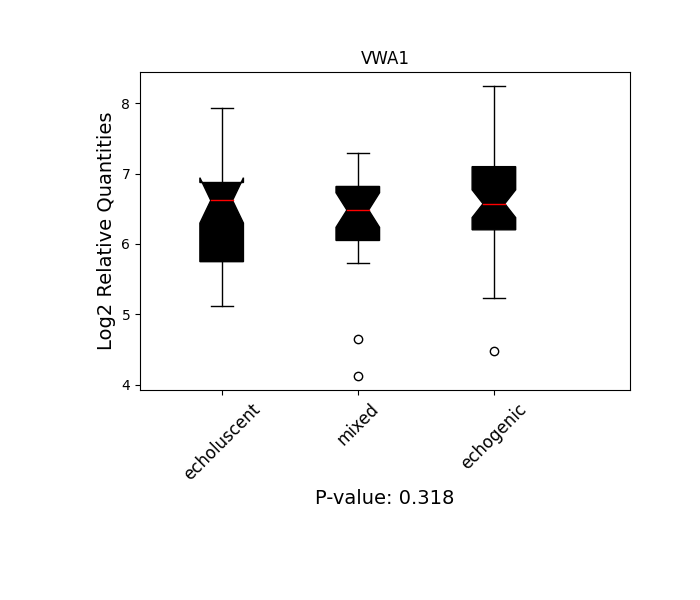 VWA1
Log2 Relative Quantities
8
7
6
5
4
echoluscent
mixed
echogenic
P-value: 0.318